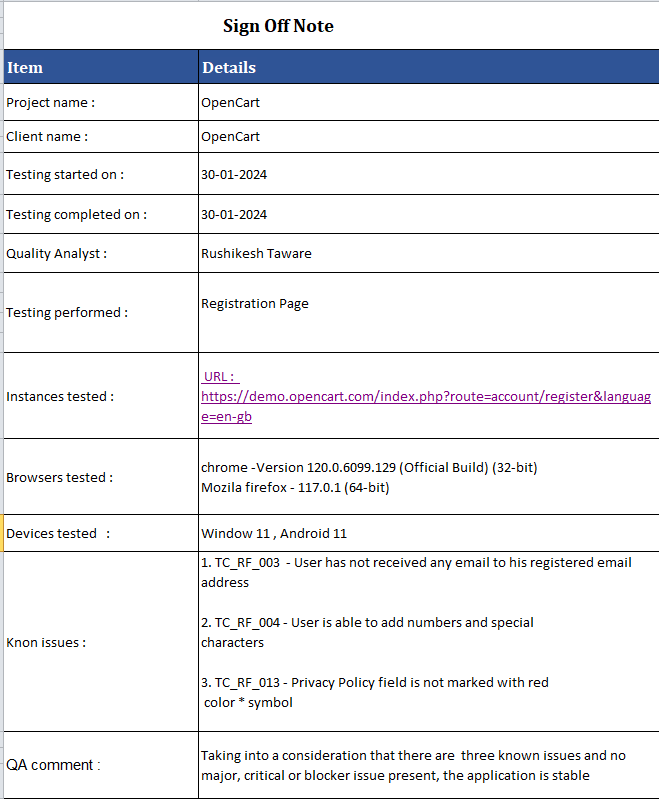 Sign Off Note
Item Details
Project name : OpenCart
Client name : OpenCart
Testing started on : 30-01-2024
Testing completed on : 30-01-2024
Quality Analyst : Rushikesh Taware
Testing performed : Registration Page
Instances tested : URL :
https://demo.opencart.com/index.php?route=account/register&languag
e=en-gb
Browsers tested : chrome -Version 120.0.6099.129 (Official Build) (32-bit)
Mozila firefox - 117.0.1 (64-bit)
Devices tested : Window 11 , Android 11
Knon issues : 1. TC_RF_003 - User has not received any email to his registered email
address
2. TC_RF_004 - User is able to add numbers and special
characters
3. TC_RF_013 - Privacy Policy field is not marked with red
color * symbol
QA comment : Taking into a consideration that there are three known issues and no
major, critical or blocker issue present, the application is stable